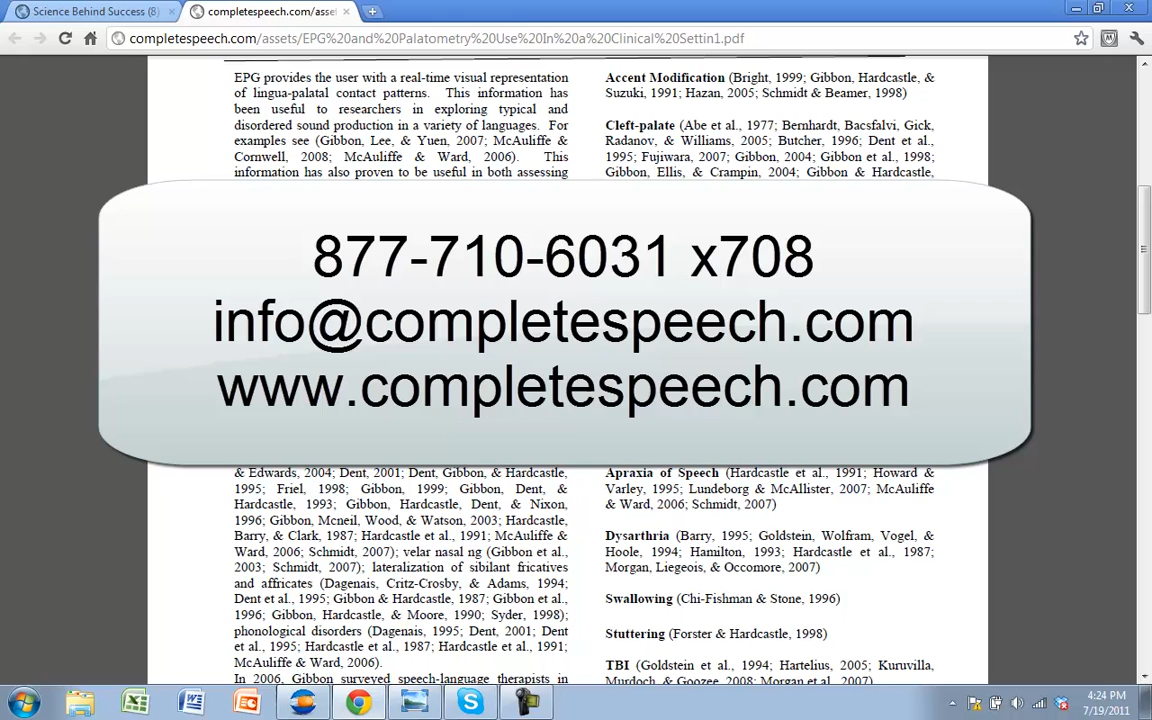 Science Behind Success (8)
completespeech.com/asse
completespeech.com/assets/EPG%20and%20Palatometry%20Use%20In%20a%20Clinical%20Settin1.pdf
EPG provides the user with a real-time visual representation
of lingua-palatal contact patterns. This information has
been useful to researchers in exploring typical and
disordered sound production in a variety of languages. For
examples see (Gibbon, Lee, & Yuen, 2007; McAuliffe &
Cornwell, 2008; McAuliffe & Ward, 2006). This
information has also proven to be useful in both assessing
Accent Modification (Bright, 1999; Gibbon, Hardcastle, &
Suzuki, 1991; Hazan, 2005; Schmidt & Beamer, 1998)
Cleft-palate (Abe et al., 1977; Bernhardt, Bacsfalvi, Gick,
Radanov, & Williams, 2005; Butcher, 1996; Dent et al.,
1995; Fujiwara, 2007; Gibbon, 2004; Gibbon et al., 1998;
Gibbon, Ellis, & Crampin, 2004; Gibbon & Hardcastle,
877-710-6031 x708
info@completespeech.com
www.completespeech.com
& Edwards, 2004; Dent, 2001; Dent, Gibbon, & Hardcastle,
1995; Friel, 1998; Gibbon, 1999; Gibbon, Dent, &
Hardcastle, 1993; Gibbon, Hardcastle, Dent, & Nixon,
1996; Gibbon, Mcneil, Wood, & Watson, 2003; Hardcastle,
Barry, & Clark, 1987; Hardcastle et al., 1991; McAuliffe &
Ward, 2006; Schmidt, 2007); velar nasal ng (Gibbon et al.,
2003; Schmidt, 2007); lateralization of sibilant fricatives
and affricates (Dagenais, Critz-Crosby, & Adams, 1994;
Dent et al., 1995; Gibbon & Hardcastle, 1987; Gibbon et al.,
1996; Gibbon, Hardcastle, & Moore, 1990; Syder, 1998);
phonological disorders (Dagenais, 1995; Dent, 2001; Dent
et al., 1995; Hardcastle et al., 1987; Hardcastle et al., 1991;
McAuliffe & Ward, 2006).
In 2006, Gibbon surveyed speech-language therapists in
Apraxia of Speech (Hardcastle et al., 1991; Howard &
Varley, 1995; Lundeborg & McAllister, 2007; McAuliffe
& Ward, 2006; Schmidt, 2007)
Dysarthria (Barry, 1995; Goldstein, Wolfram, Vogel, &
Hoole, 1994; Hamilton, 1993; Hardcastle et al., 1987;
Morgan, Liegeois, & Occomore, 2007)
Swallowing (Chi-Fishman & Stone, 1996)
Stuttering (Forster & Hardcastle, 1998)
TBI (Goldstein et al., 1994; Hartelius, 2005; Kuruvilla,
Murdoch, & Goozee, 2008; Morgan et al., 2007)
4:24 PM
7/19/2011